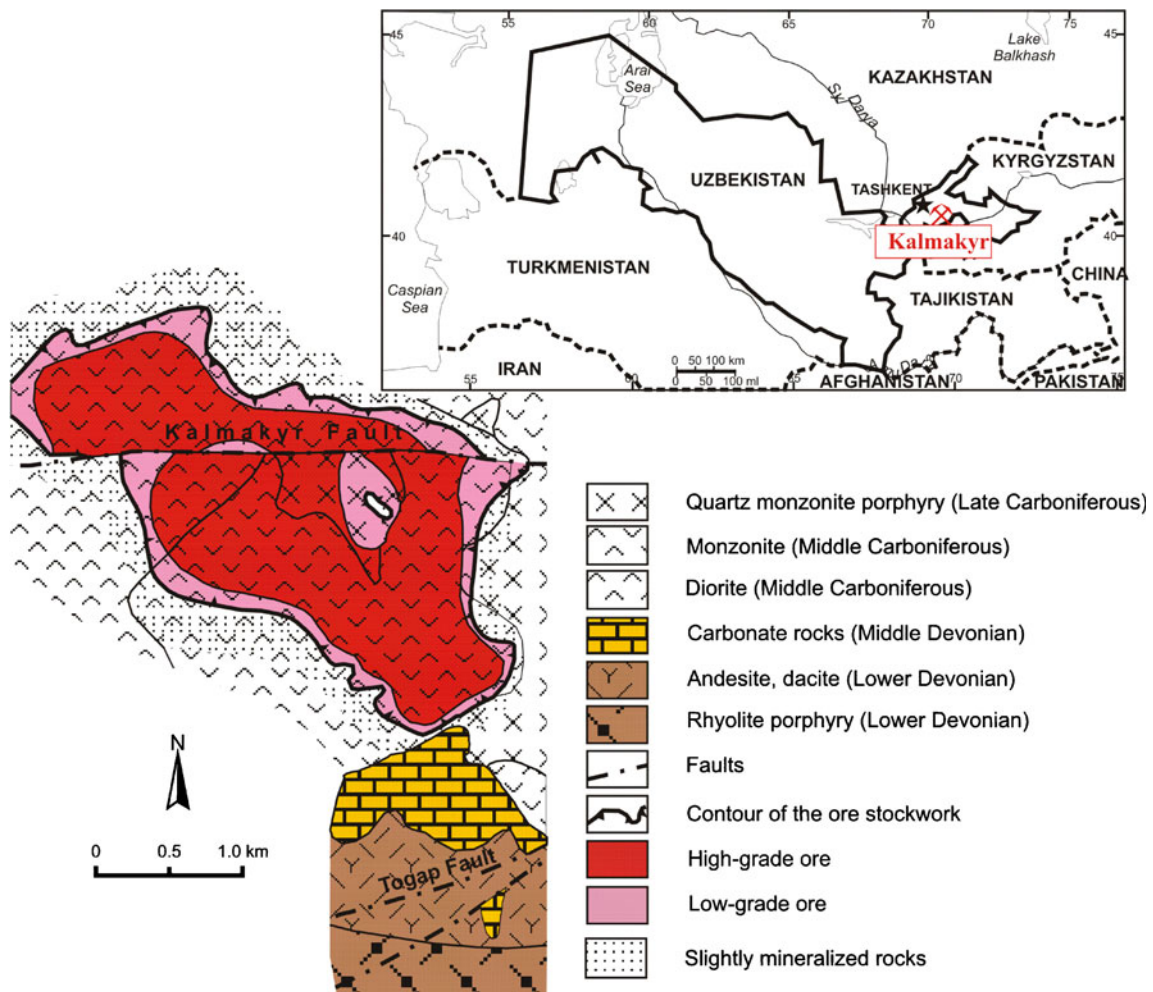 55 60 65 70 75
45 45
Aral
Sea
Lake
Balkhash
KAZAKHSTAN
Syr Darya
KYRGYZSTAN
UZBEKISTAN
TASHKENT
40 40
Kalmakyr
TURKMENISTAN
CHINA
TAJIKISTAN
Caspian
Sea
IRAN
0 50 100 km
0 50 100 ml
AFGHANISTAN
PAKISTAN
55 60 65 70 75
Kalmakyr Fault
Togap Fault
N
0 0.5 1.0 km
Quartz monzonite porphyry (Late Carboniferous)
Monzonite (Middle Carboniferous)
Diorite (Middle Carboniferous)
Carbonate rocks (Middle Devonian)
Andesite, dacite (Lower Devonian)
Rhyolite porphyry (Lower Devonian)
Faults
Contour of the ore stockwork
High-grade ore
Low-grade ore
Slightly mineralized rocks